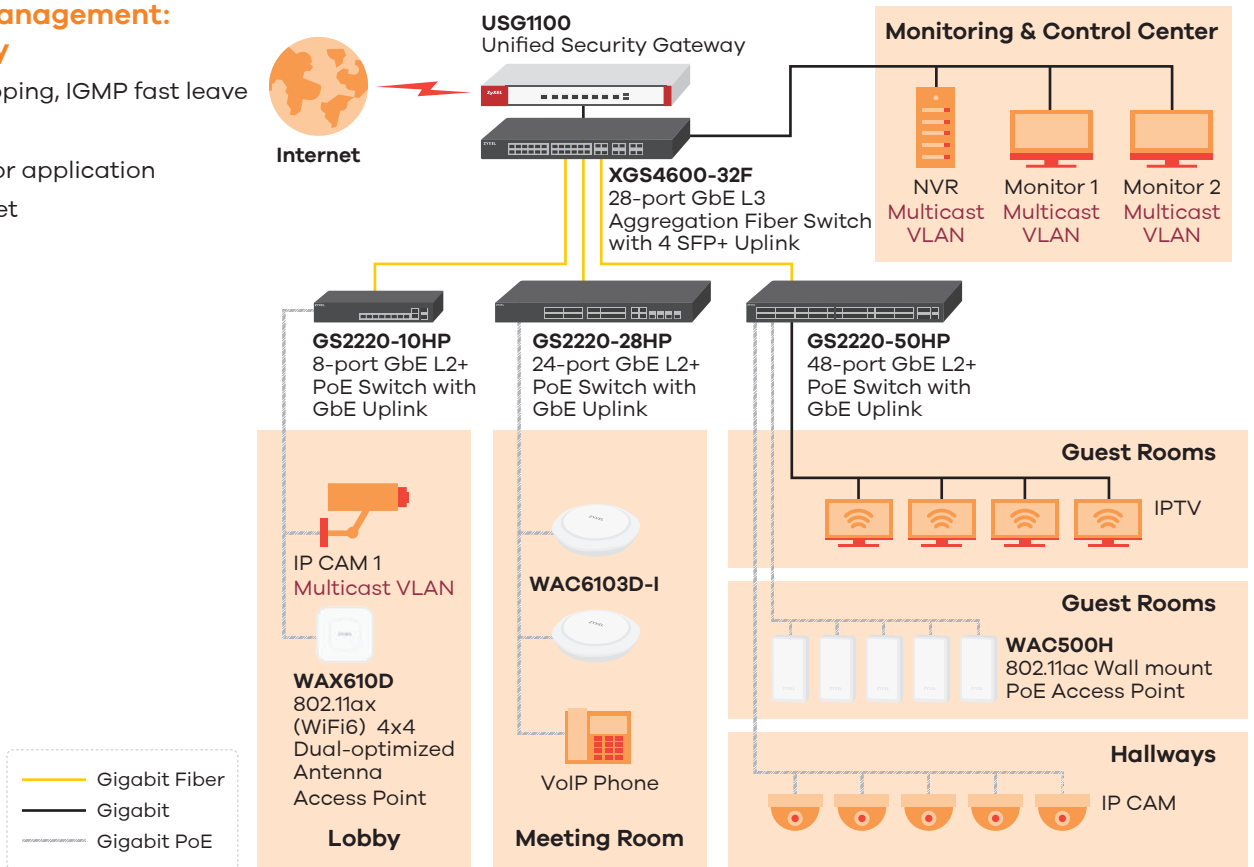 anagement:
y
pping, IGMP fast leave
or application
et
USG1100
Unified Security Gateway
ZyXEL
Internet
ZYXEL
XGS4600-32F
28-port GbE L3
Aggregation Fiber Switch
with 4 SFP+ Uplink
Monitoring & Control Center
NVR
Multicast
VLAN
Monitor 1
Multicast
VLAN
Monitor 2
Multicast
VLAN
GS2220-10HP
8-port GbE L2+
PoE Switch with
GbE Uplink
GS2220-28HP
24-port GbE L2+
PoE Switch with
GbE Uplink
GS2220-50HP
48-port GbE L2+
PoE Switch with
GbE Uplink
IP CAM 1
Multicast VLAN
ZYXEL
WAX610D
802.11ax
(WiFi6) 4x4
Dual-optimized
Antenna
Access Point
Lobby
ZYXEL
WAC6103D-I
ZYXEL
VoIP Phone
Meeting Room
Guest Rooms
IPTV
Guest Rooms
WAC500H
802.11ac Wall mount
PoE Access Point
Hallways
IP CAM
Gigabit Fiber
Gigabit
Gigabit PoE